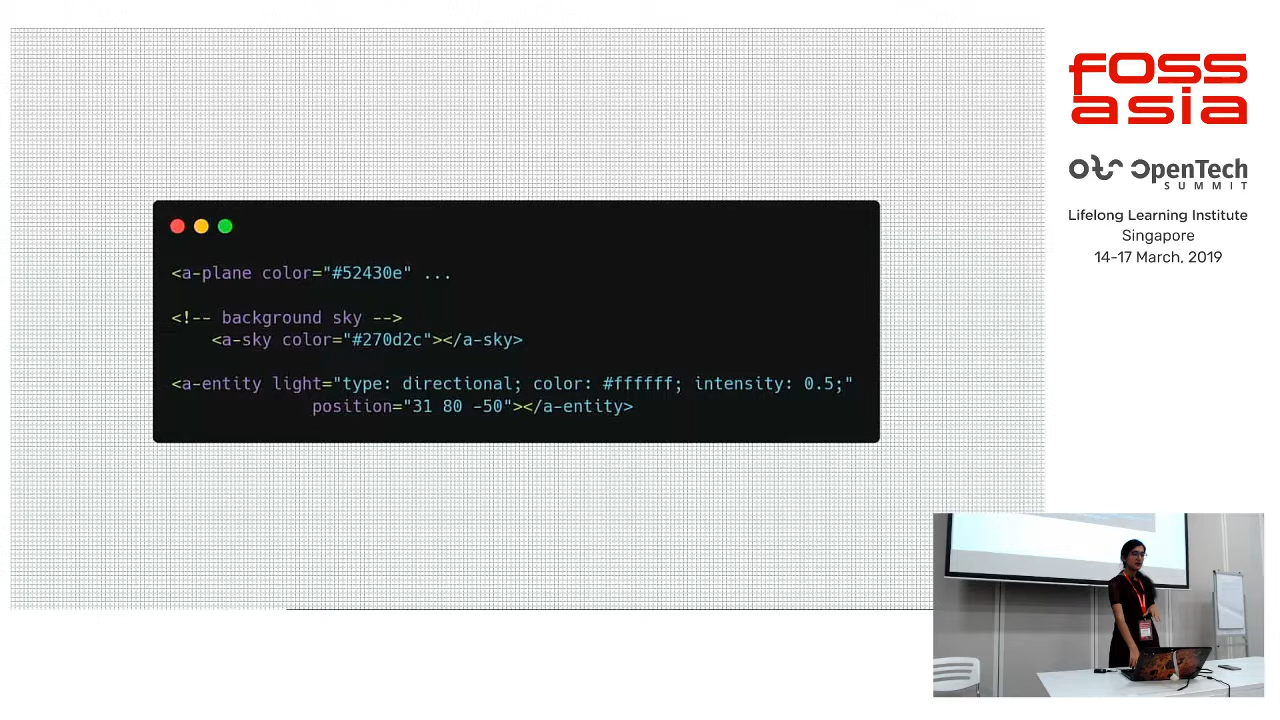 <a-plane color="#52430e" ...
<!-- background sky -->
<a-sky color="#270d2c"></a-sky>
<a-entity light="type: directional; color: #ffffff; intensity: 0.5;"
position="31 80 -50"></a-entity>
fOSS
asia
OpenTech
SUMMIT
Lifelong Learning Institute
Singapore
14-17 March, 2019